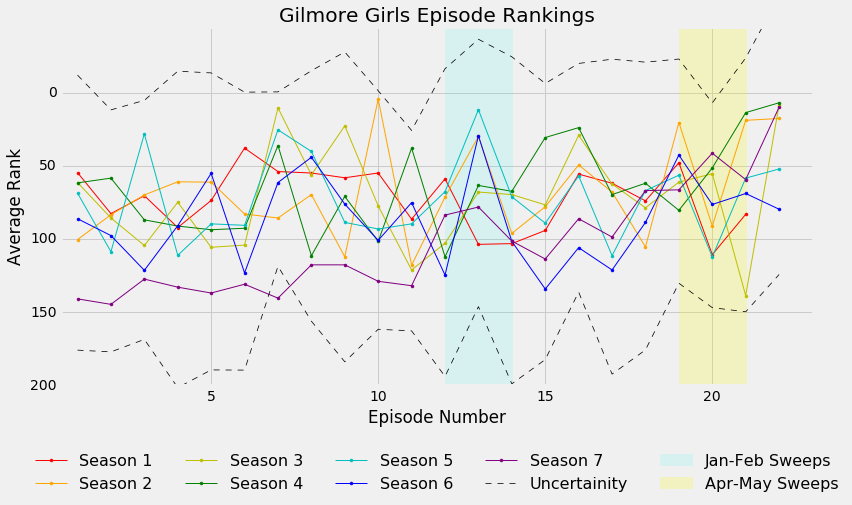 Gilmore Girls Episode Rankings
Average Rank
0
50
100
150
200
5 10 15 20
Episode Number
Season 1 Season 3 Season 5 Season 7 Jan-Feb Sweeps
Season 2 Season 4 Season 6 Uncertainity Apr-May Sweeps